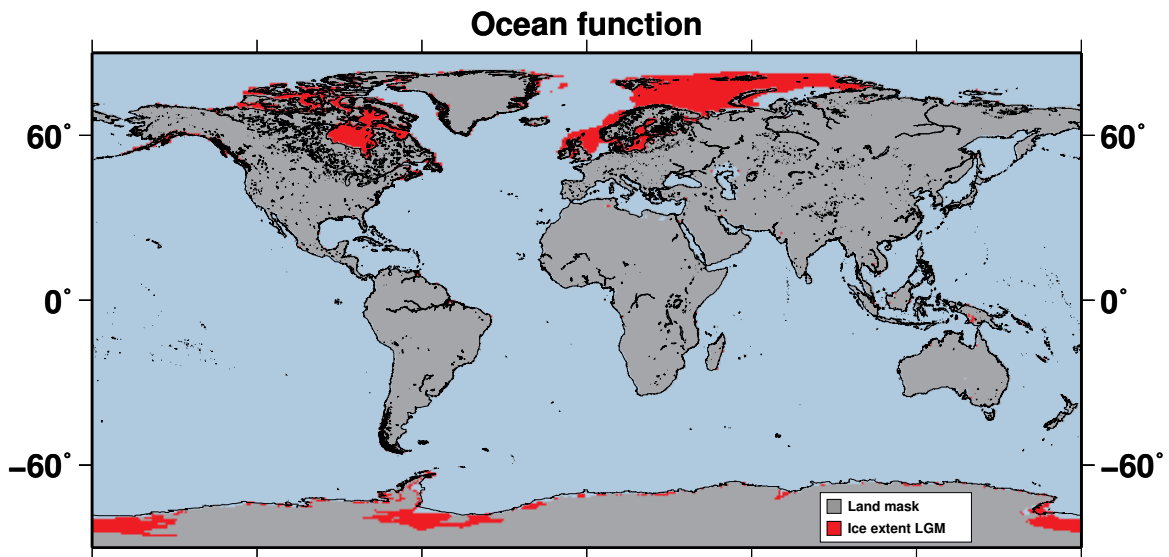 Ocean function
60° 60°
0° 0°
−60° −60°
Land mask
Ice extent LGM